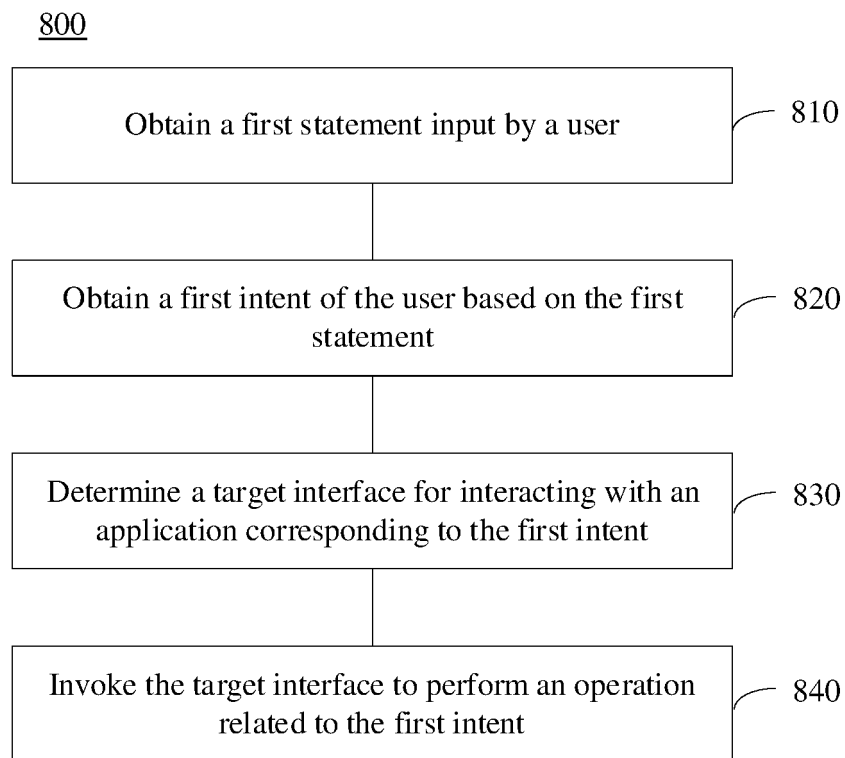 800
Obtain a first statement input by a user
810
Obtain a first intent of the user based on the first
statement
820
Determine a target interface for interacting with an
application corresponding to the first intent
830
Invoke the target interface to perform an operation
related to the first intent
840